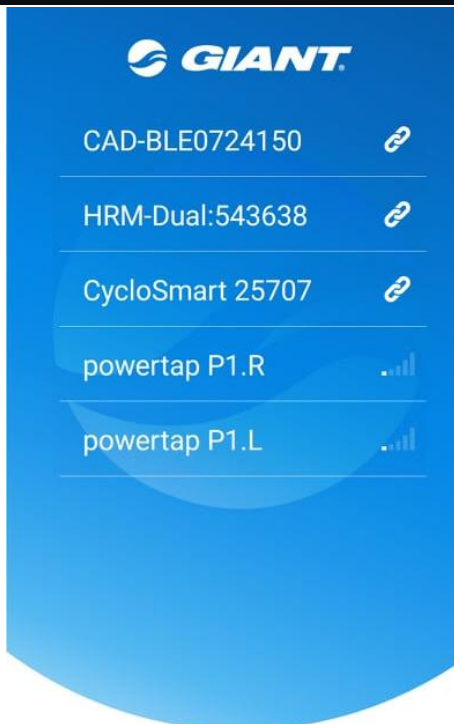 GIANT.
CAD-BLE0724150
HRM-Dual:543638
CycloSmart 25707
powertap P1.R
powertap P1.L